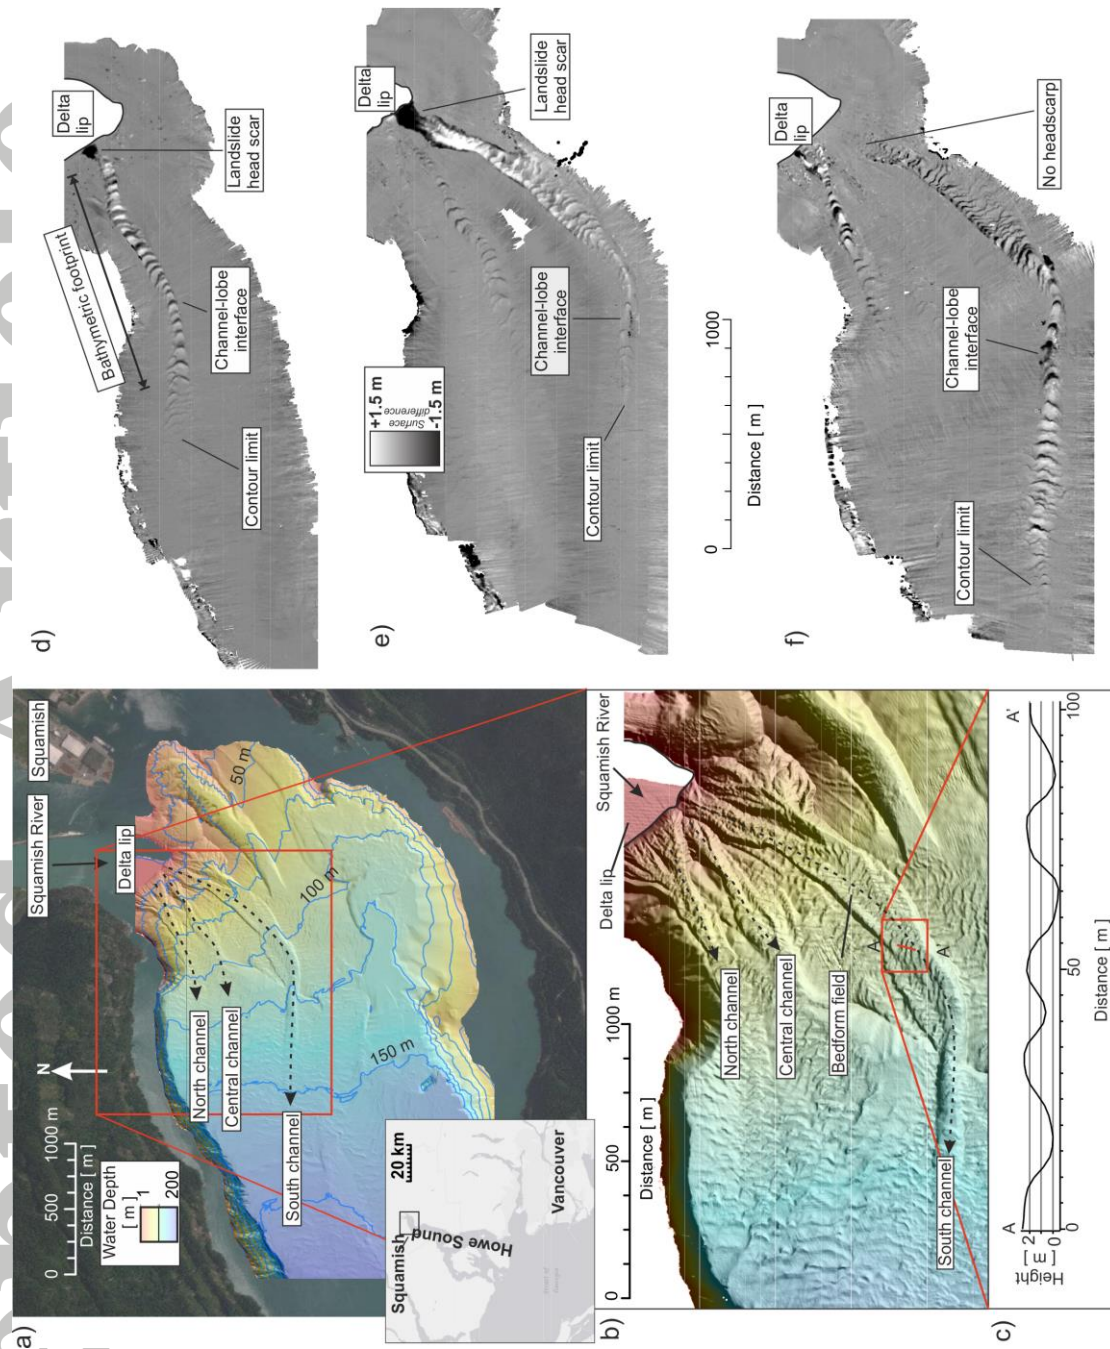 a)
Squamish River
Squamish
Delta lip
N
0 500 1000 m
Distance [ m ]
Water Depth
[ m ]
1
200
50 m
100 m
150 m
North channel
Central channel
South channel
Squamish
Howe Sound
Vancouver
20 km
b)
0 500 1000 m
Distance [ m ]
Delta lip
Squamish River
North channel
Central channel
Bedform field
South channel
A
A'
c)
A
A'
Height
[ m ]
2
0
0 50 100
Distance [ m ]
d)
Delta
lip
Landslide
head scar
Bathymetric footprint
Channel-lobe
interface
Contour limit
e)
Delta
lip
Landslide
head scar
+1.5 m
Surface
difference
-1.5 m
Channel-lobe
interface
Contour limit
f)
0 1000
Distance [ m ]
Delta
lip
No headscarp
Channel-lobe
interface
Contour limit